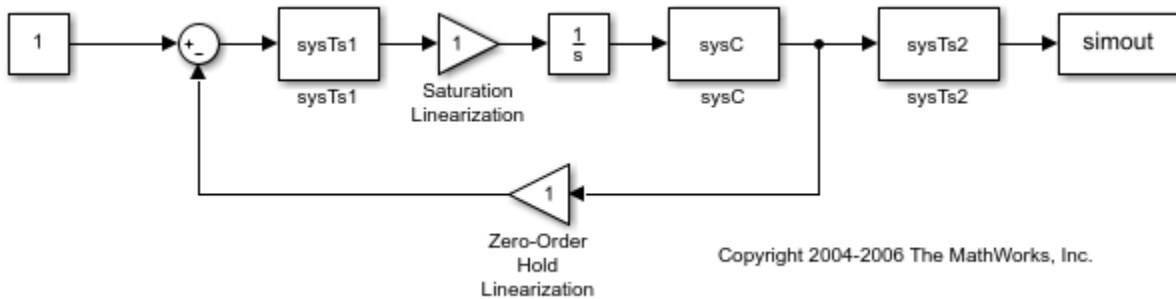 1
+
−
sysTs1
1
1
s
sysC
sysTs2
simout
sysTs1
Saturation
Linearization
sysC
sysTs2
1
Zero-Order
Hold
Linearization
Copyright 2004-2006 The MathWorks, Inc.